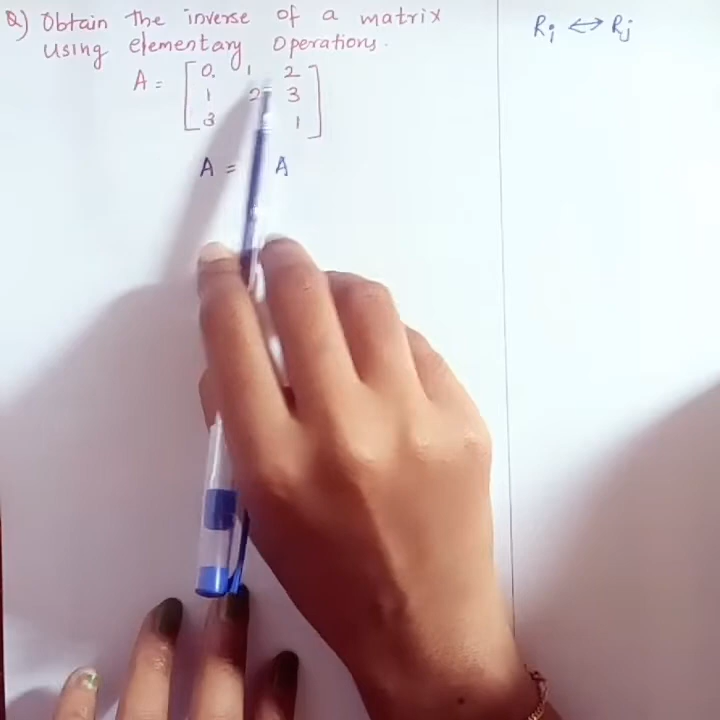 Q) Obtain the inverse of a matrix
using elementary operations.
A = [ 0 1 2
1 2 3
3 1 ]
A = A
Ri ↔ Rj